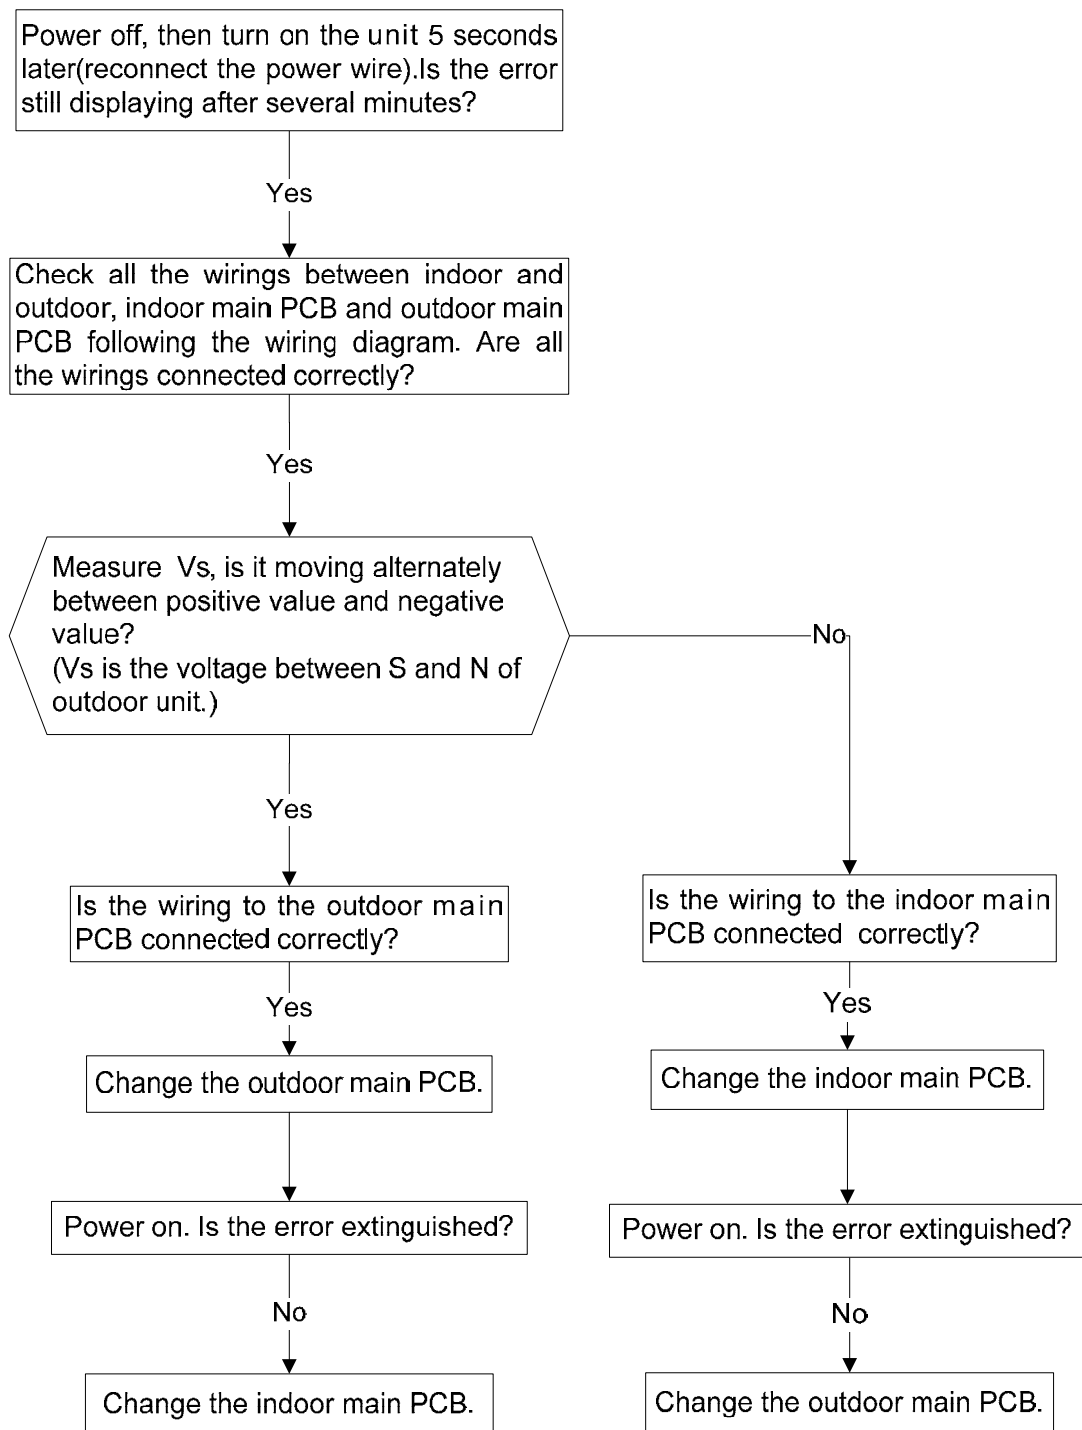 Power off, then turn on the unit 5 seconds
later(reconnect the power wire).Is the error
still displaying after several minutes?
Yes
Check all the wirings between indoor and
outdoor, indoor main PCB and outdoor main
PCB following the wiring diagram. Are all
the wirings connected correctly?
Yes
Measure Vs, is it moving alternately
between positive value and negative
value?
(Vs is the voltage between S and N of
outdoor unit.)
No
Yes
Is the wiring to the outdoor main
PCB connected correctly?
Yes
Change the outdoor main PCB.
Power on. Is the error extinguished?
No
Change the indoor main PCB.
Is the wiring to the indoor main
PCB connected correctly?
Yes
Change the indoor main PCB.
Power on. Is the error extinguished?
No
Change the outdoor main PCB.